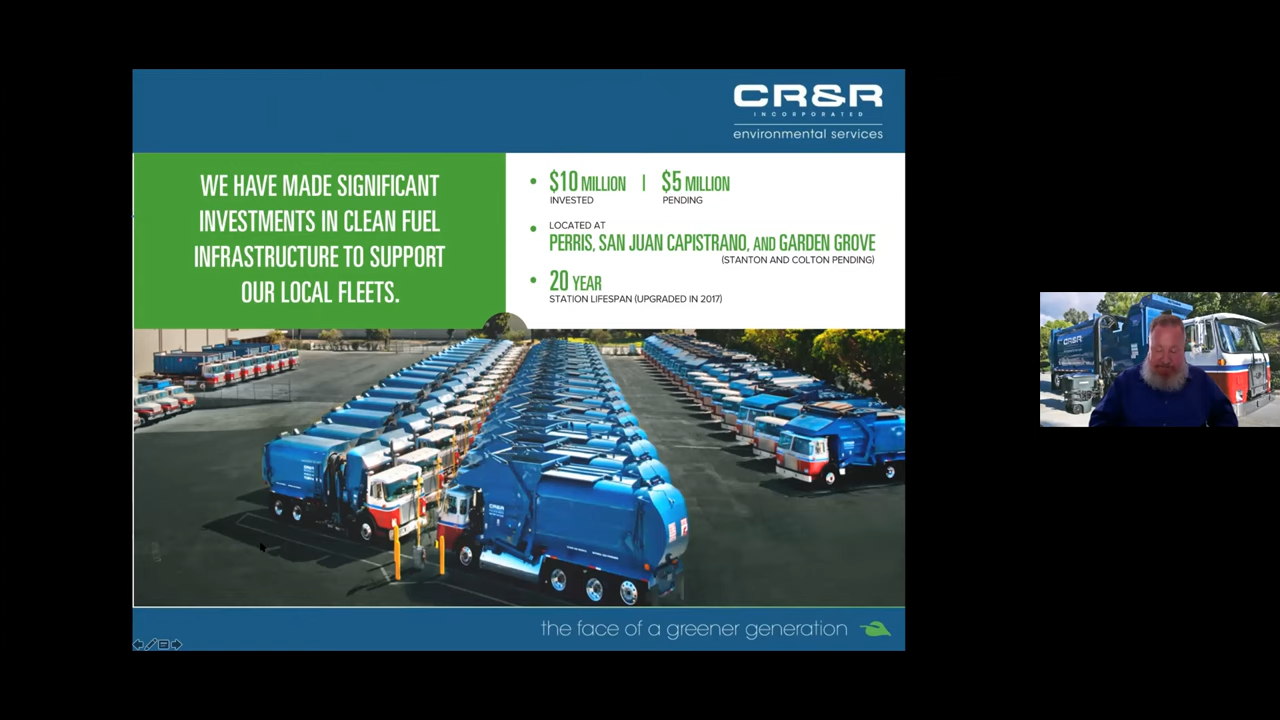 CR&R
INCORPORATED
environmental services
WE HAVE MADE SIGNIFICANT
INVESTMENTS IN CLEAN FUEL
INFRASTRUCTURE TO SUPPORT
OUR LOCAL FLEETS.
• $10 MILLION | $5 MILLION
INVESTED PENDING
• LOCATED AT
PERRIS, SAN JUAN CAPISTRANO, AND GARDEN GROVE
(STANTON AND COLTON PENDING)
• 20 YEAR
STATION LIFESPAN (UPGRADED IN 2017)
CR&R
CR&R
the face of a greener generation